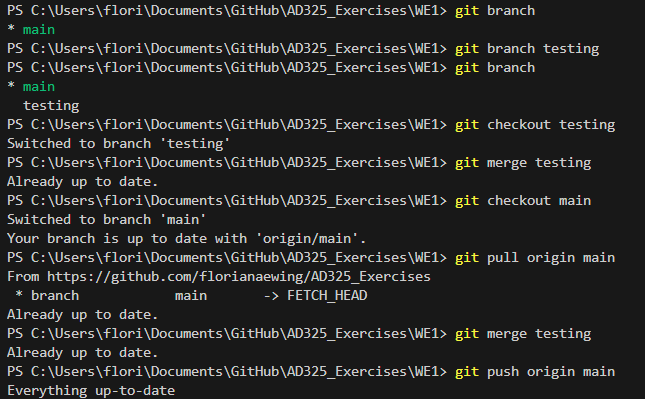 PS C:\Users\flori\Documents\GitHub\AD325_Exercises\WE1> git branch
* main
PS C:\Users\flori\Documents\GitHub\AD325_Exercises\WE1> git branch testing
PS C:\Users\flori\Documents\GitHub\AD325_Exercises\WE1> git branch
* main
  testing
PS C:\Users\flori\Documents\GitHub\AD325_Exercises\WE1> git checkout testing
Switched to branch 'testing'
PS C:\Users\flori\Documents\GitHub\AD325_Exercises\WE1> git merge testing
Already up to date.
PS C:\Users\flori\Documents\GitHub\AD325_Exercises\WE1> git checkout main
Switched to branch 'main'
Your branch is up to date with 'origin/main'.
PS C:\Users\flori\Documents\GitHub\AD325_Exercises\WE1> git pull origin main
From https://github.com/florianaewing/AD325_Exercises
 * branch            main       -> FETCH_HEAD
Already up to date.
PS C:\Users\flori\Documents\GitHub\AD325_Exercises\WE1> git merge testing
Already up to date.
PS C:\Users\flori\Documents\GitHub\AD325_Exercises\WE1> git push origin main
Everything up-to-date